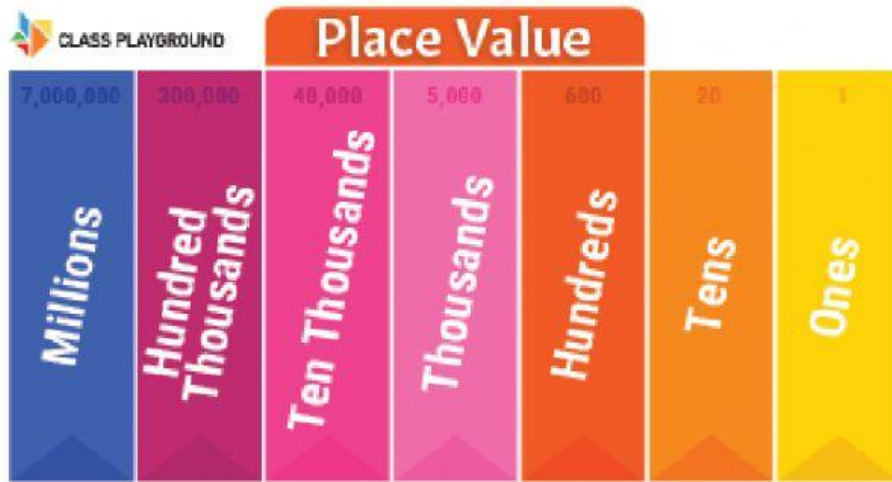 CLASS PLAYGROUND
Place Value
7,000,000 300,000 40,000 5,000 600 20 1
Millions
Hundred
Thousands
Ten Thousands
Thousands
Hundreds
Tens
Ones